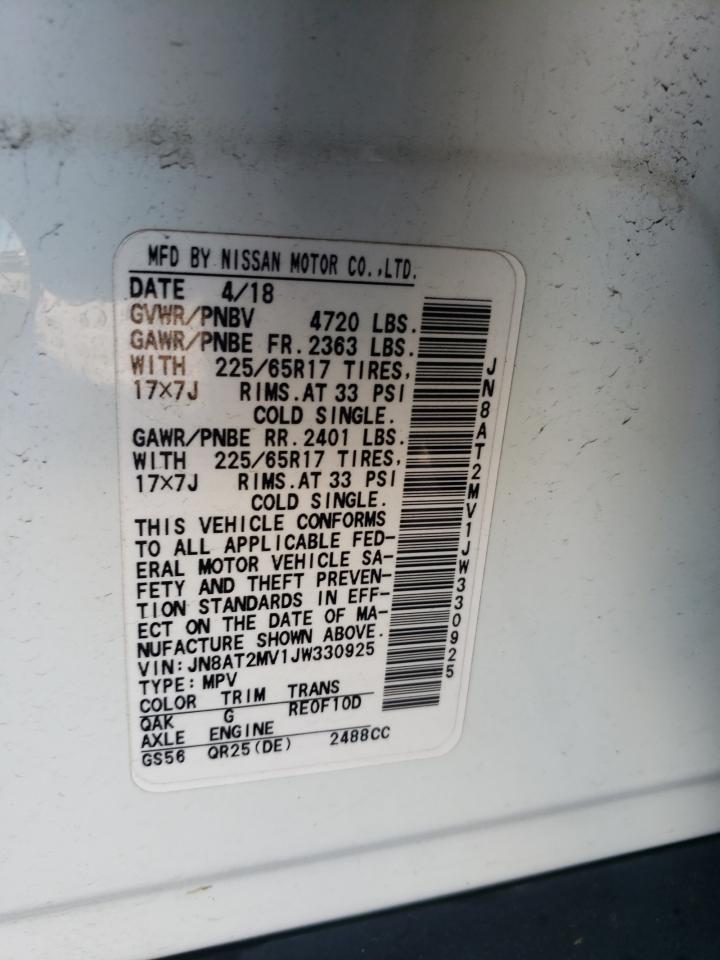 MFD BY NISSAN MOTOR CO.,LTD.
DATE 4/18
GVWR/PNBV 4720 LBS.
GAWR/PNBE FR.2363 LBS.
WITH 225/65R17 TIRES,
17×7J RIMS.AT 33 PSI
COLD SINGLE.
GAWR/PNBE RR.2401 LBS.
WITH 225/65R17 TIRES,
17×7J RIMS.AT 33 PSI
COLD SINGLE.
THIS VEHICLE CONFORMS
TO ALL APPLICABLE FED-
ERAL MOTOR VEHICLE SA-
FETY AND THEFT PREVEN-
TION STANDARDS IN EFF-
ECT ON THE DATE OF MA-
NUFACTURE SHOWN ABOVE.
VIN:JN8AT2MV1JW330925
TYPE:MPV
COLOR TRIM TRANS
QAK G RE0F10D
AXLE ENGINE
GS56 QR25(DE) 2488CC
JN8AT2MV1JW330925